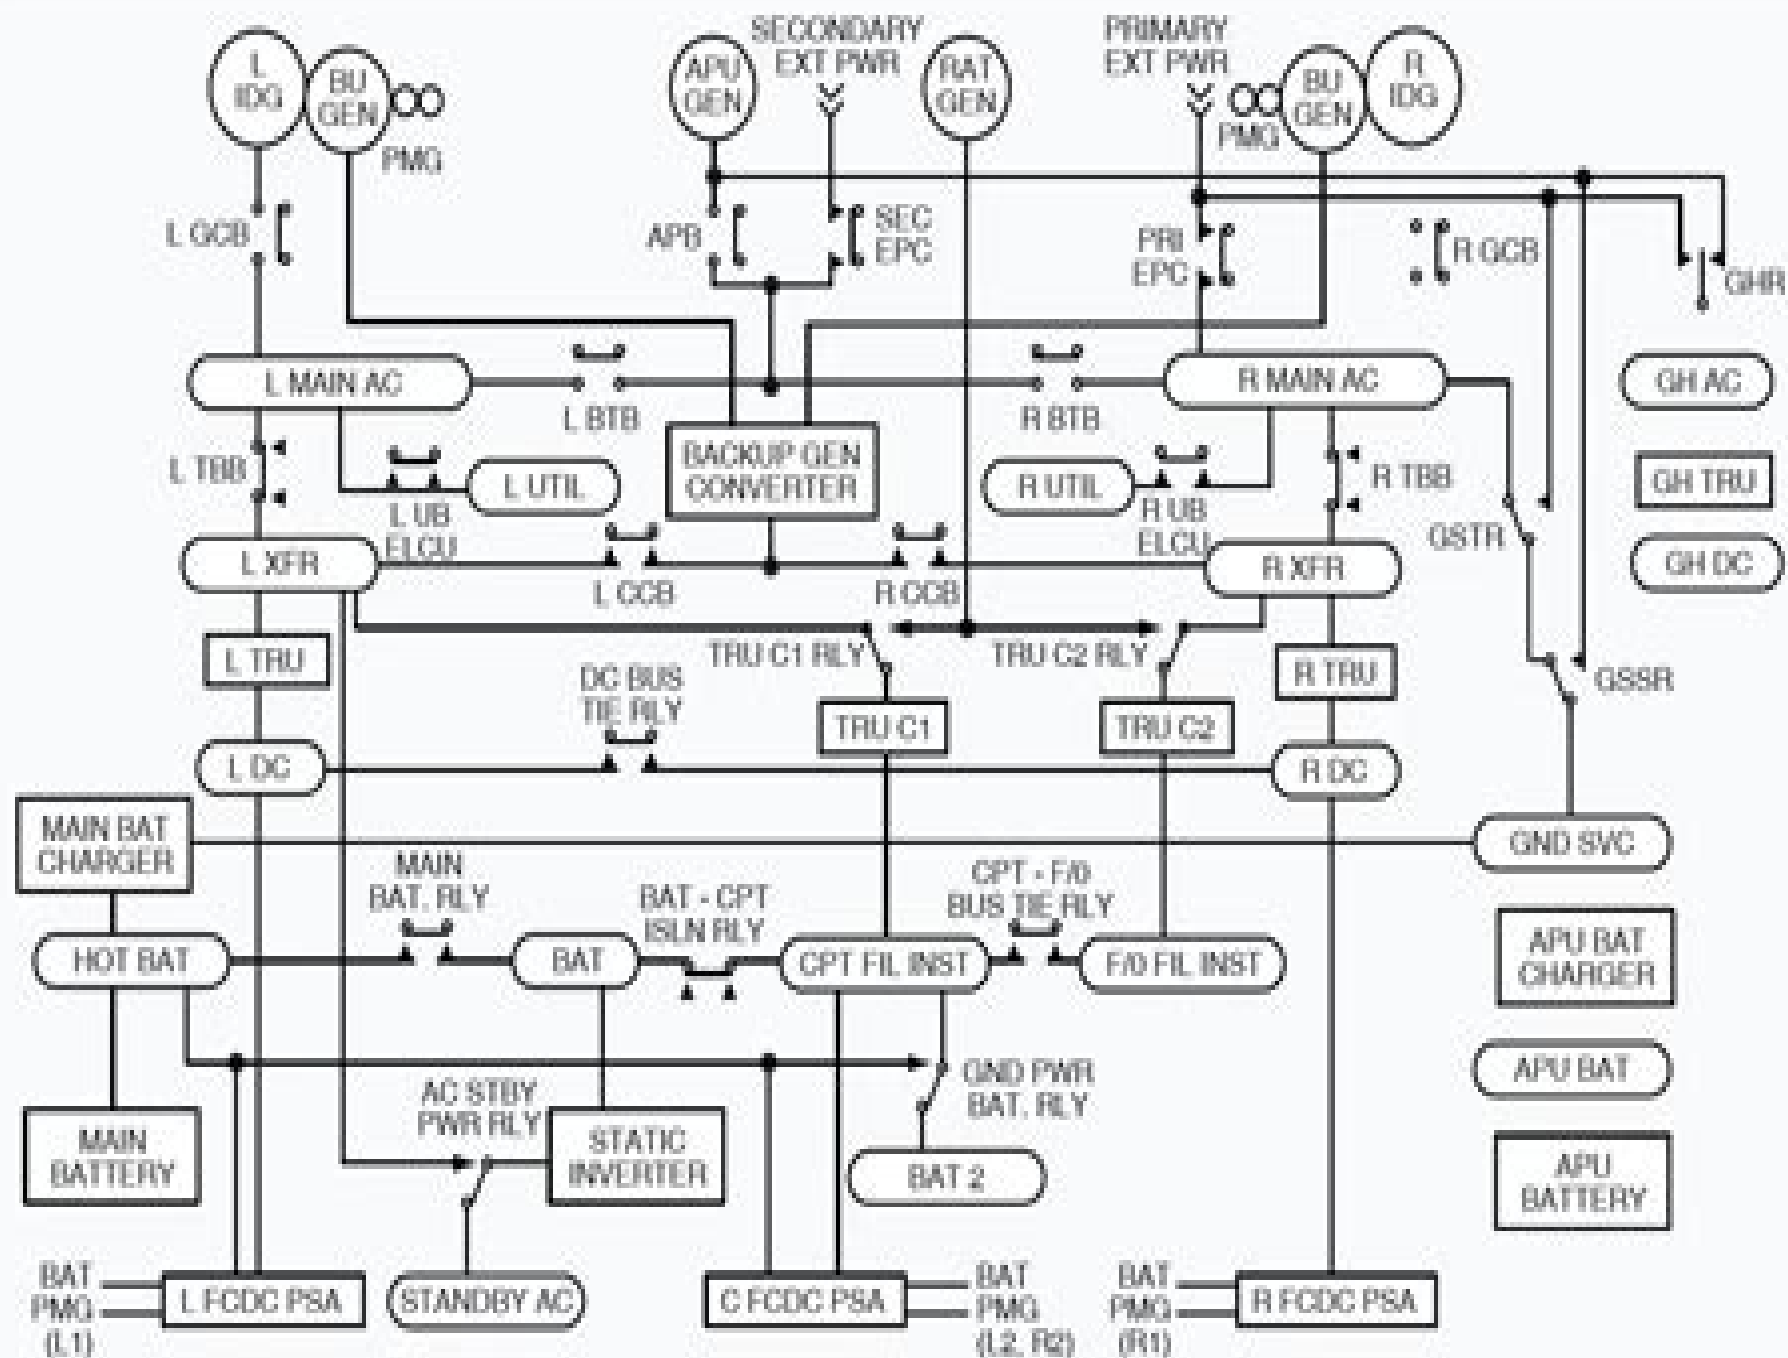 SECONDARY
EXT PWR
PRIMARY
EXT PWR
L
IDG
BU
GEN
PMG
APU
GEN
RAT
GEN
PMG
BU
GEN
R
IDG
L GCB
APB
SEC
EPC
PRI
EPC
R GCB
GHR
L MAIN AC
L BTB
R BTB
R MAIN AC
GH AC
L TBB
L UB
ELCU
L UTIL
BACKUP GEN
CONVERTER
R UTIL
R UB
ELCU
R TBB
GSTR
GH TRU
L XFR
L CCB
R CCB
R XFR
GH DC
L TRU
TRU C1 RLY
TRU C2 RLY
R TRU
GSSR
DC BUS
TIE RLY
TRU C1
TRU C2
L DC
R DC
MAIN BAT
CHARGER
GND SVC
MAIN
BAT. RLY
BAT - CPT
ISLN RLY
CPT - F/0
BUS TIE RLY
HOT BAT
BAT
CPT FIL INST
F/0 FIL INST
APU BAT
CHARGER
GND PWR
BAT. RLY
APU BAT
AC STBY
PWR RLY
MAIN
BATTERY
STATIC
INVERTER
BAT 2
APU
BATTERY
BAT
PMG
(L1)
L FCDC PSA
STANDBY AC
C FCDC PSA
BAT
PMG
(L2, R2)
BAT
PMG
(R1)
R FCDC PSA